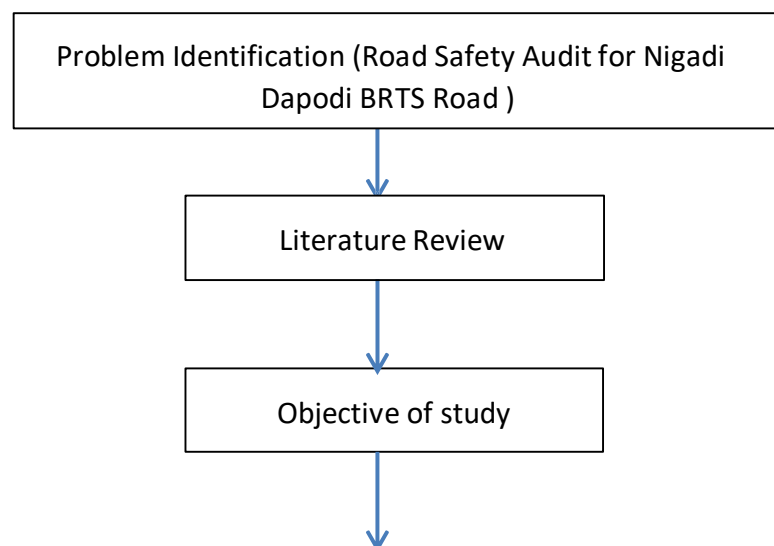 Problem Identification (Road Safety Audit for Nigadi
Dapodi BRTS Road )
Literature Review
Objective of study